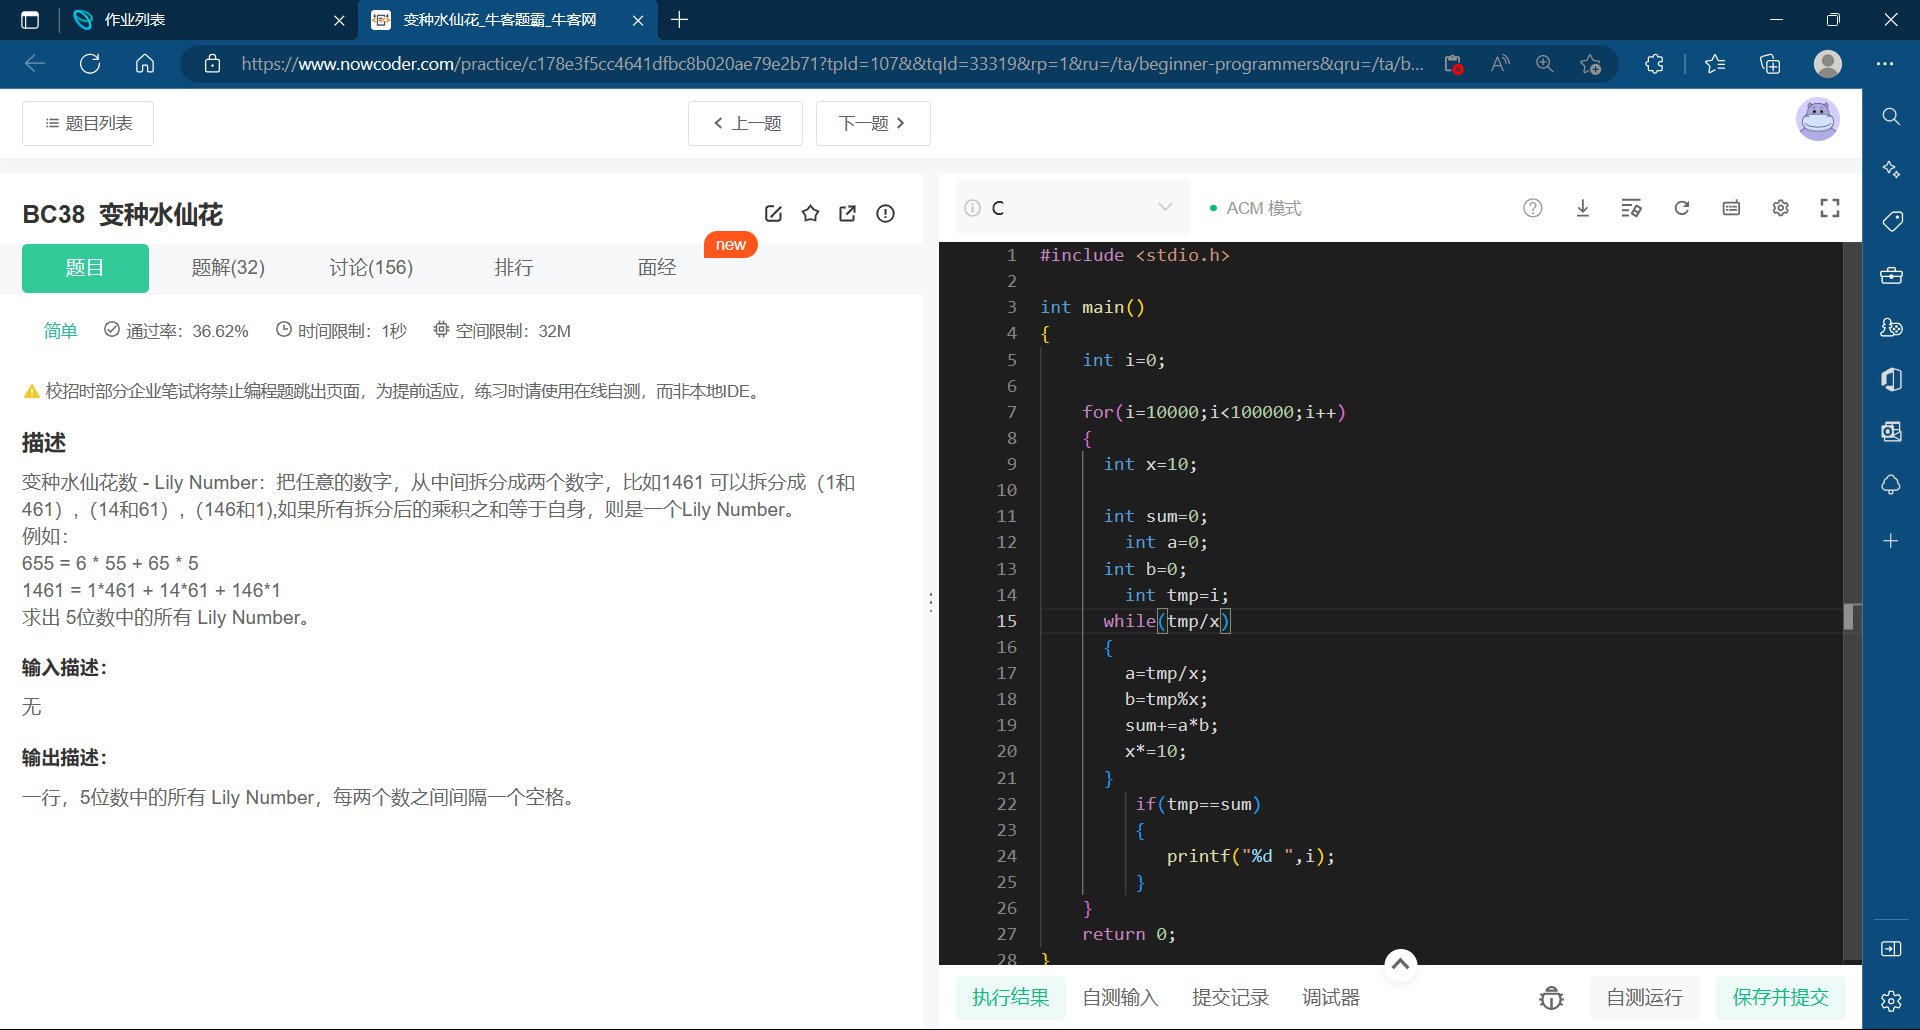 作业列表
变种水仙花_牛客题霸_牛客网
https://www.nowcoder.com/practice/c178e3f5cc4641dfbc8b020ae79e2b71?tpId=107&&tqId=33319&rp=1&ru=/ta/beginner-programmers&qru=/ta/b...
题目列表
上一题
下一题
BC38 变种水仙花
new
题目
题解(32)
讨论(156)
排行
面经
简单
通过率：36.62%
时间限制：1秒
空间限制：32M
校招时部分企业笔试将禁止编程题跳出页面，为提前适应，练习时请使用在线自测，而非本地IDE。
描述
变种水仙花数 - Lily Number：把任意的数字，从中间拆分成两个数字，比如1461 可以拆分成（1和
461）,（14和61）,（146和1),如果所有拆分后的乘积之和等于自身，则是一个Lily Number。
例如：
655 = 6 * 55 + 65 * 5
1461 = 1*461 + 14*61 + 146*1
求出 5位数中的所有 Lily Number。
输入描述：
无
输出描述：
一行，5位数中的所有 Lily Number，每两个数之间间隔一个空格。
C
ACM 模式
1 #include <stdio.h>
2
3 int main()
4 {
5 int i=0;
6
7 for(i=10000;i<100000;i++)
8 {
9 int x=10;
10
11 int sum=0;
12 int a=0;
13 int b=0;
14 int tmp=i;
15 while(tmp/x)
16 {
17 a=tmp/x;
18 b=tmp%x;
19 sum+=a*b;
20 x*=10;
21 }
22 if(tmp==sum)
23 {
24 printf("%d ",i);
25 }
26 }
27 return 0;
28 }
执行结果
自测输入
提交记录
调试器
自测运行
保存并提交